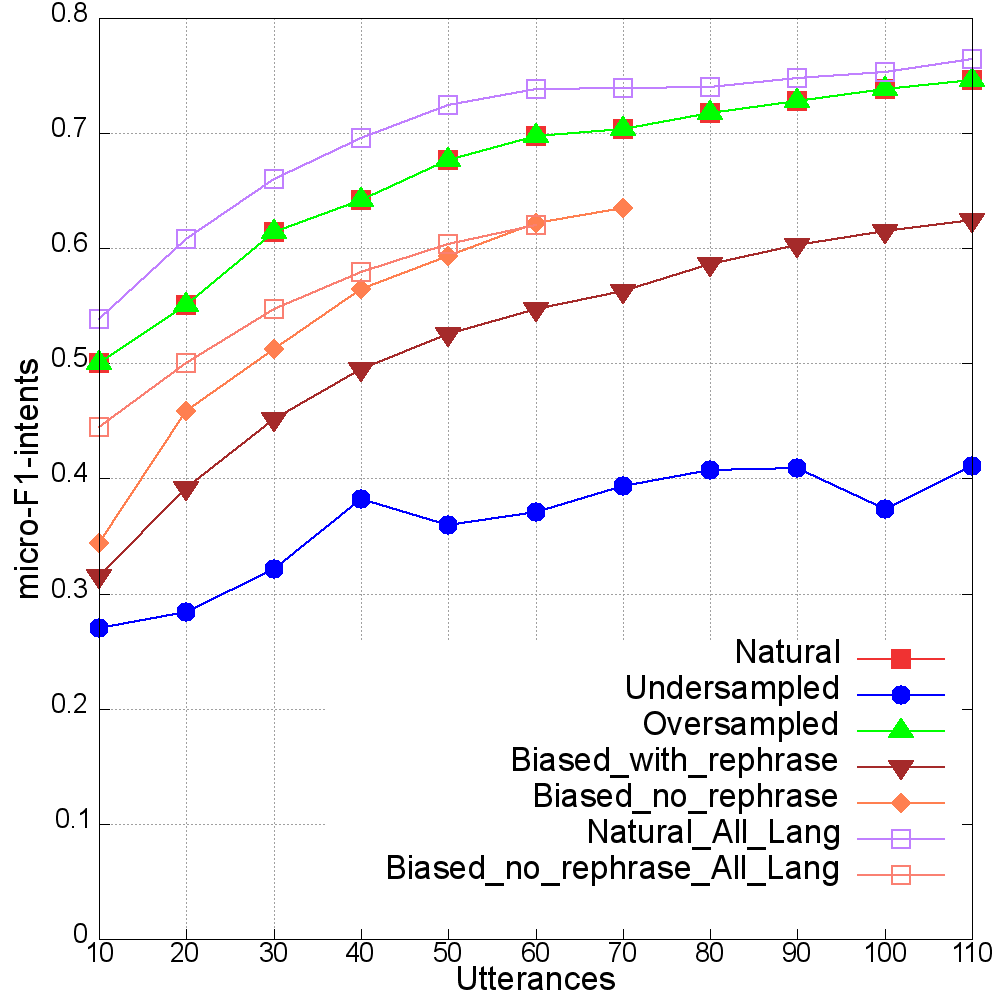 0.8
0.7
0.6
0.5
0.4
0.3
0.2
0.1
0
micro-F1-intents
10 20 30 40 50 60 70 80 90 100 110
Utterances
Natural
Undersampled
Oversampled
Biased_with_rephrase
Biased_no_rephrase
Natural_All_Lang
Biased_no_rephrase_All_Lang